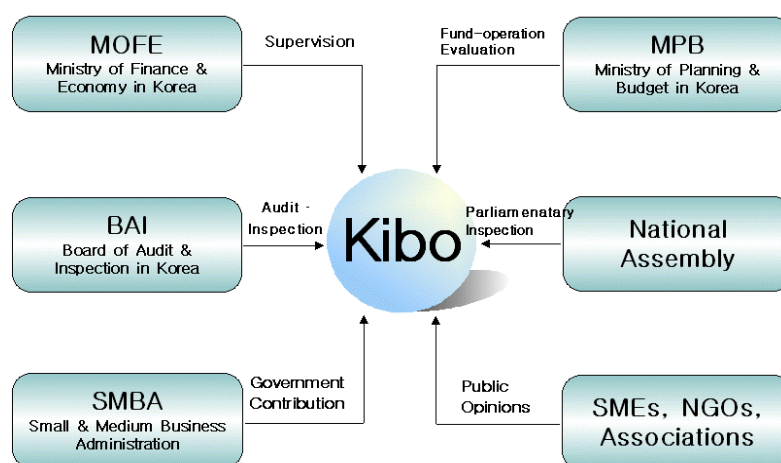 MOFE
Ministry of Finance &
Economy in Korea
Supervision
Fund-operation
Evaluation
MPB
Ministry of Planning &
Budget in Korea
BAI
Board of Audit &
Inspection in Korea
Audit -
Inspection
Kibo
Parliamenatary
Inspection
National
Assembly
SMBA
Small & Medium Business
Administration
Government
Contribution
Public
Opinions
SMEs, NGOs,
Associations